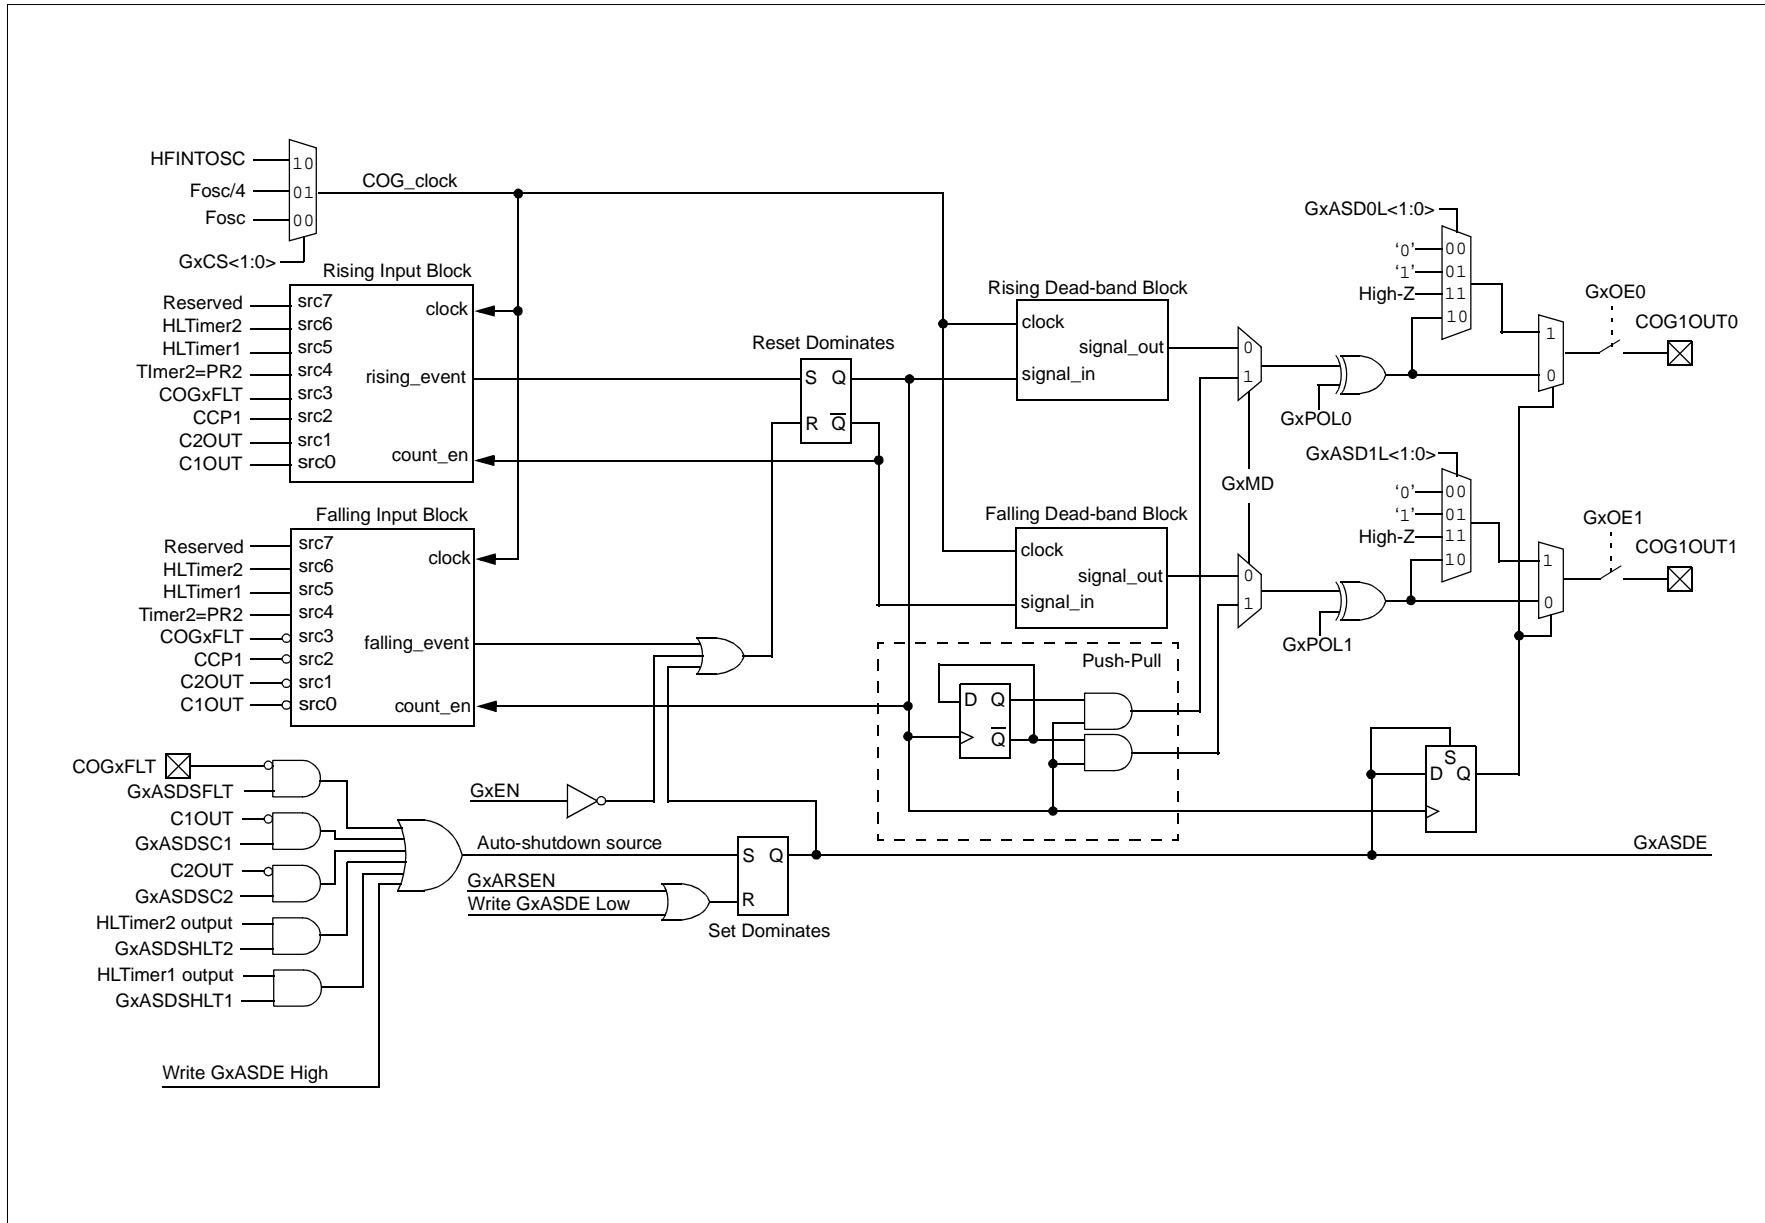 HFINTOSC
10
Fosc/4
01
Fosc
00
GxCS<1:0>
COG_clock
Rising Input Block
Reserved
src7
HLTimer2
src6
HLTimer1
src5
TImer2=PR2
src4
COGxFLT
src3
CCP1
src2
C2OUT
src1
C1OUT
src0
clock
rising_event
count_en
Falling Input Block
Reserved
src7
HLTimer2
src6
HLTimer1
src5
Timer2=PR2
src4
COGxFLT
src3
CCP1
src2
C2OUT
src1
C1OUT
src0
clock
falling_event
count_en
Reset Dominates
S Q
R Q
Rising Dead-band Block
clock
signal_out
signal_in
Falling Dead-band Block
clock
signal_out
signal_in
0
1
GxMD
0
1
GxPOL0
GxPOL1
GxASD0L<1:0>
‘0’
00
‘1’
01
High-Z
11
10
1
0
GxOE0
COG1OUT0
GxASD1L<1:0>
‘0’
00
‘1’
01
High-Z
11
10
1
0
GxOE1
COG1OUT1
Push-Pull
D Q
Q
S
D Q
COGxFLT
GxASDSFLT
C1OUT
GxASDSC1
C2OUT
GxASDSC2
HLTimer2 output
GxASDSHLT2
HLTimer1 output
GxASDSHLT1
Write GxASDE High
GxEN
Auto-shutdown source
GxARSEN
Write GxASDE Low
S Q
R
Set Dominates
GxASDE